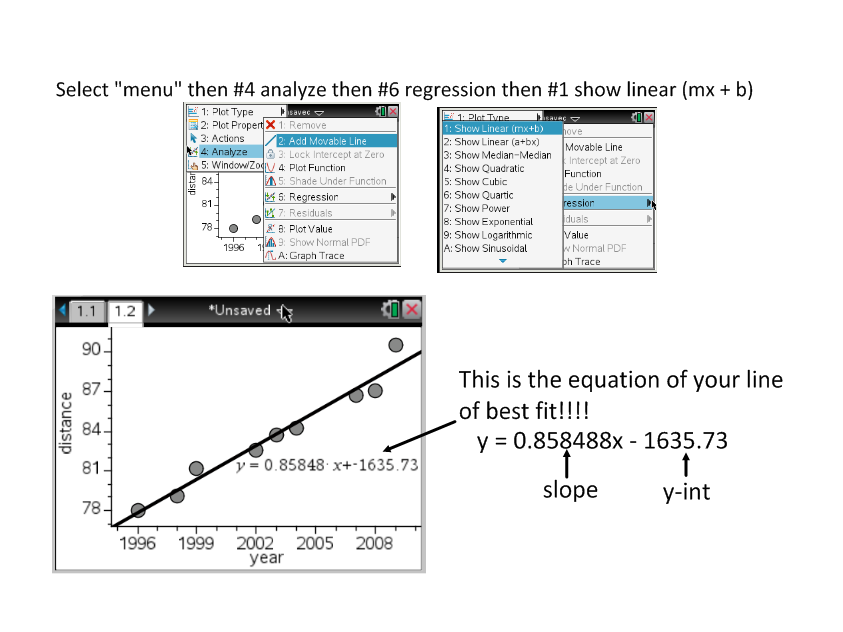 Select "menu" then #4 analyze then #6 regression then #1 show linear (mx + b)
1: Plot Type
2: Plot Propert
3: Actions
4: Analyze
5: Window/Zoo
1: Remove
2: Add Movable Line
3: Lock Intercept at Zero
4: Plot Function
5: Shade Under Function
6: Regression
7: Residuals
8: Plot Value
9: Show Normal PDF
A: Graph Trace
84
81
78
1996
1: Plot Type
1: Show Linear (mx+b)
2: Show Linear (a+bx)
3: Show Median-Median
4: Show Quadratic
5: Show Cubic
6: Show Quartic
7: Show Power
8: Show Exponential
9: Show Logarithmic
A: Show Sinusoidal
move
Movable Line
Intercept at Zero
Function
de Under Function
ression
iduals
Value
w Normal PDF
ph Trace
1.1 1.2 *Unsaved
90
87
84
81
78
distance
y = 0.85848· x+-1635.73
1996 1999 2002 2005 2008
year
This is the equation of your line
of best fit!!!!
y = 0.858488x - 1635.73
slope y-int